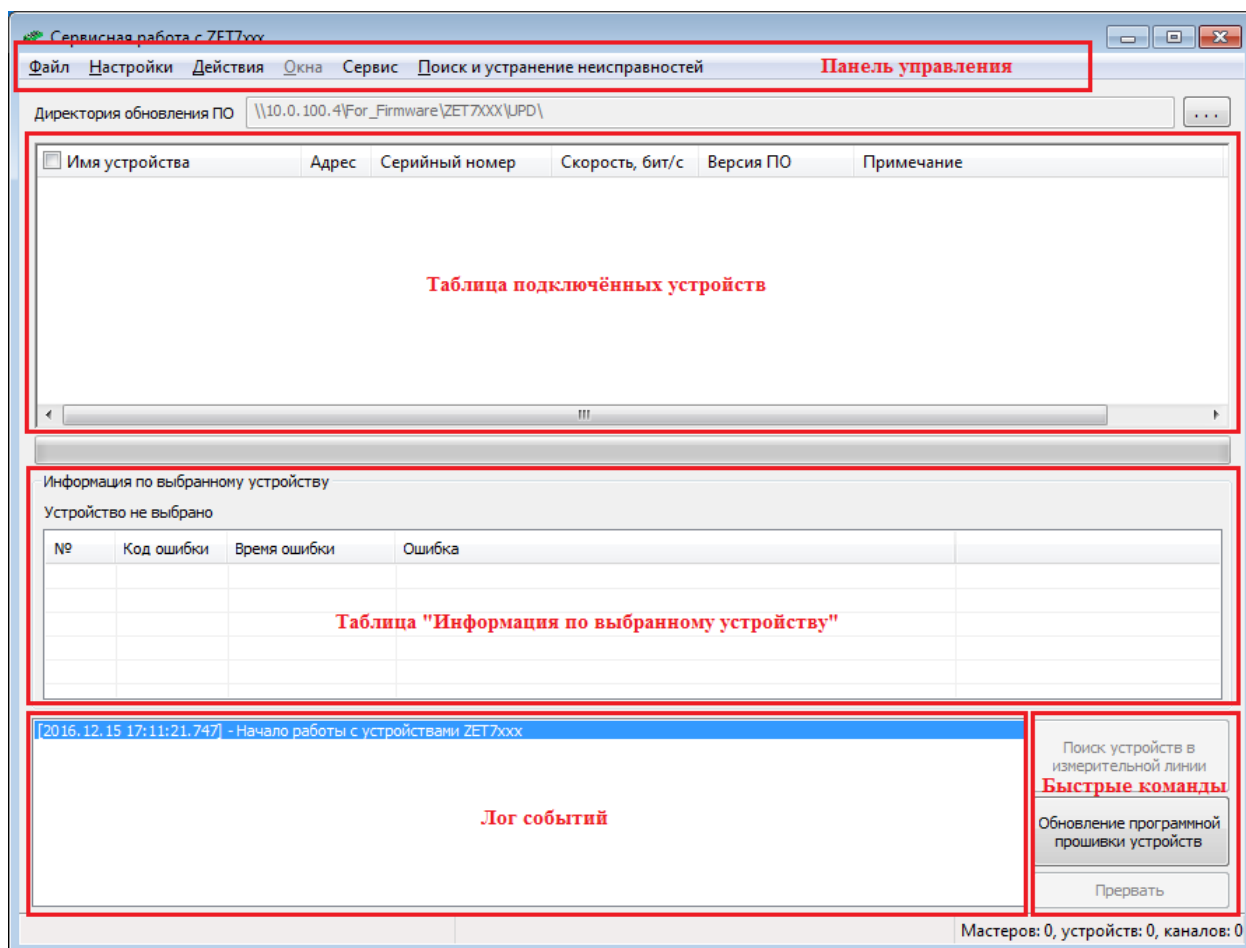 Сервисная работа с ZET7xxx
Файл Настройки Действия Окна Сервис Поиск и устранение неисправностей Панель управления
Директория обновления ПО \\10.0.100.4\For_Firmware\ZET7XXX\UPD\ ...
Имя устройства Адрес Серийный номер Скорость, бит/с Версия ПО Примечание
Таблица подключённых устройств
Информация по выбранному устройству
Устройство не выбрано
№ Код ошибки Время ошибки Ошибка
Таблица "Информация по выбранному устройству"
[2016.12.15 17:11:21.747] - Начало работы с устройствами ZET7xxx
Лог событий
Поиск устройств в
измерительной линии
Быстрые команды
Обновление программной
прошивки устройств
Прервать
Мастеров: 0, устройств: 0, каналов: 0